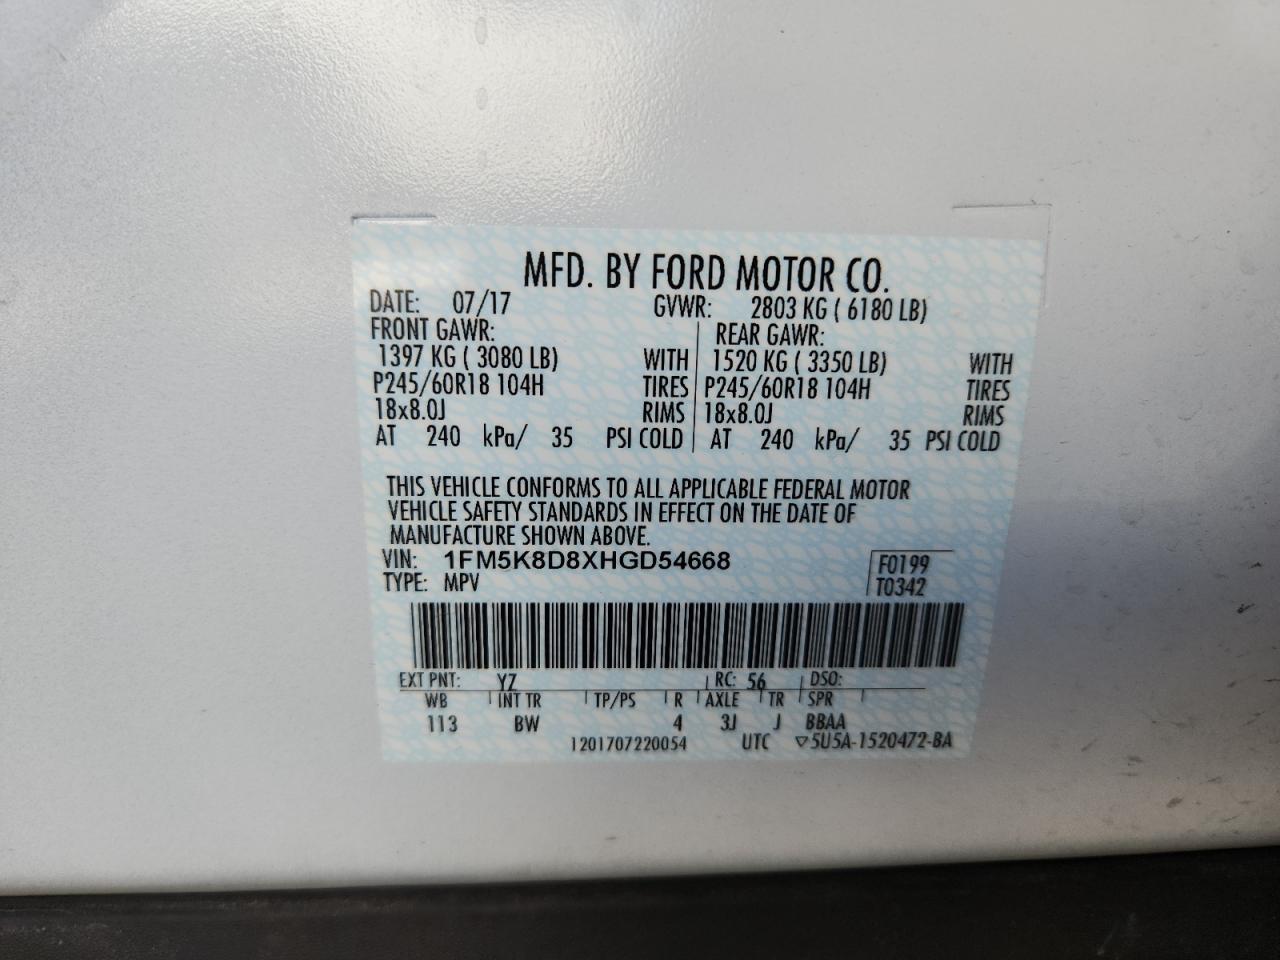 MFD. BY FORD MOTOR CO.
DATE: 07/17 GVWR: 2803 KG ( 6180 LB)
FRONT GAWR: REAR GAWR:
1397 KG ( 3080 LB) WITH 1520 KG ( 3350 LB) WITH
P245/60R18 104H TIRES P245/60R18 104H TIRES
18x8.0J RIMS 18x8.0J RIMS
AT 240 kPa/ 35 PSI COLD AT 240 kPa/ 35 PSI COLD
THIS VEHICLE CONFORMS TO ALL APPLICABLE FEDERAL MOTOR
VEHICLE SAFETY STANDARDS IN EFFECT ON THE DATE OF
MANUFACTURE SHOWN ABOVE.
VIN: 1FM5K8D8XHGD54668 F0199
TYPE: MPV T0342
EXT PNT: YZ RC: 56 DSO:
WB INT TR TP/PS R AXLE TR SPR
113 BW 4 3J J BBAA
1201707220054 UTC ▽5U5A-1520472-BA